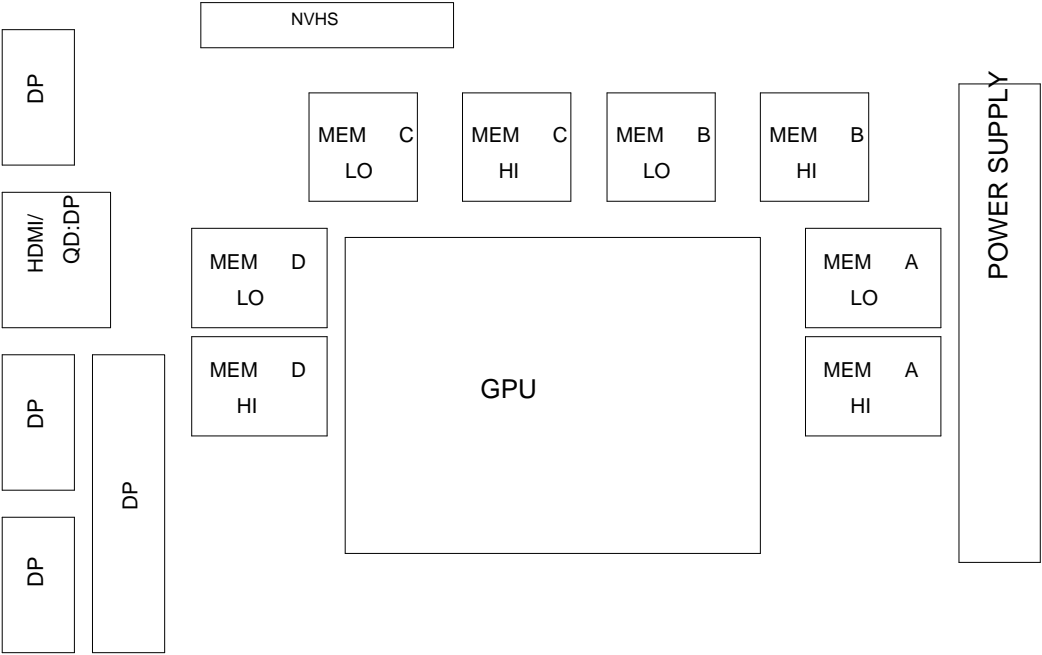 NVHS
DP
MEM C
LO
MEM C
HI
MEM B
LO
MEM B
HI
POWER SUPPLY
HDMI/
QD:DP
MEM D
LO
MEM A
LO
MEM D
HI
GPU
MEM A
HI
DP
DP
DP